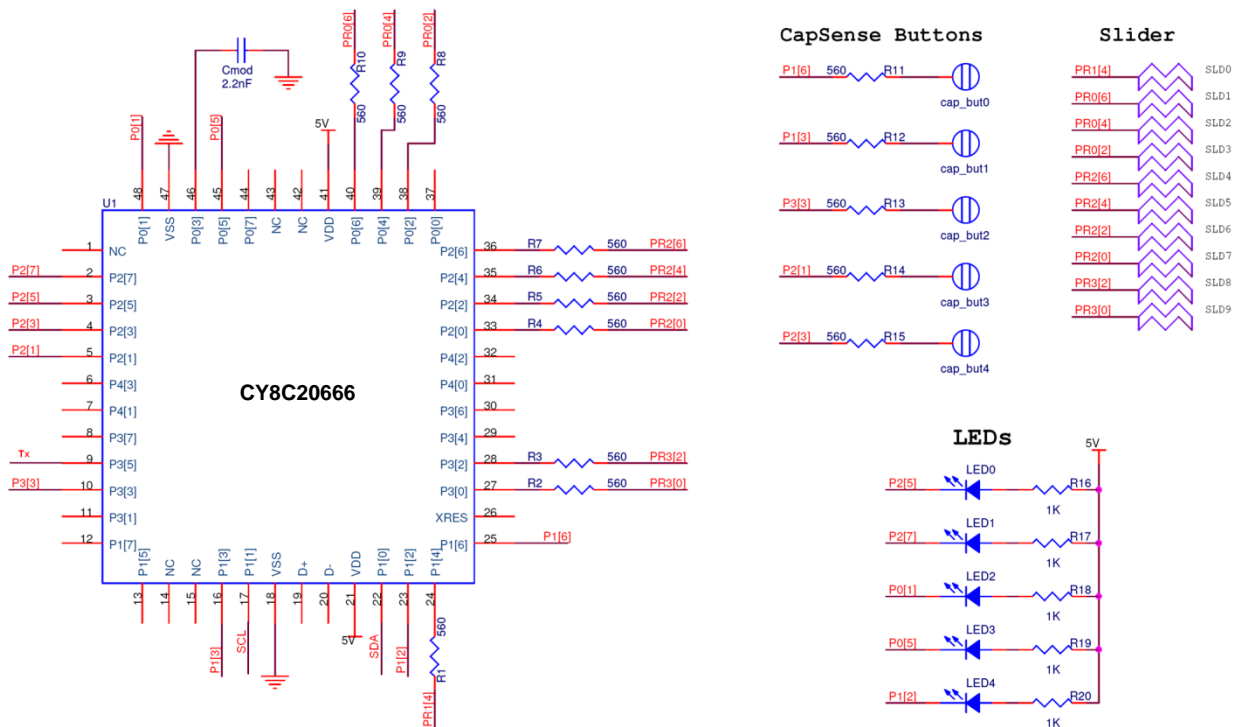 CapSense Buttons
Slider
PR0[6]
PR0[4]
PR0[2]
Cmod
2.2nF
R10
R9
R8
560
560
560
P0[1]
P0[5]
5V
48
47
46
45
44
43
42
41
40
39
38
37
U1
P0[1]
VSS
P0[3]
P0[5]
P0[7]
NC
NC
VDD
P0[6]
P0[4]
P0[2]
P0[0]
1 NC
P2[7] 2 P2[7]
P2[5] 3 P2[5]
P2[3] 4 P2[3]
P2[1] 5 P2[1]
6 P4[3]
7 P4[1]
8 P3[7]
Tx 9 P3[5]
P3[3] 10 P3[3]
11 P3[1]
12 P1[7]
CY8C20666
P2[6] 36 R7 560 PR2[6]
P2[4] 35 R6 560 PR2[4]
P2[2] 34 R5 560 PR2[2]
P2[0] 33 R4 560 PR2[0]
P4[2] 32
P4[0] 31
P3[6] 30
P3[4] 29
P3[2] 28 R3 560 PR3[2]
P3[0] 27 R2 560 PR3[0]
XRES 26
P1[6] 25 P1[6]
P1[5]
NC
NC
P1[3]
P1[1]
VSS
D+
D-
VDD
P1[0]
P1[2]
P1[4]
13
14
15
16
17
18
19
20
21
22
23
24
P1[3]
SCL
5V
SDA
P1[2]
560
R1
PR1[4]
P1[6] 560 R11
cap_but0
P1[3] 560 R12
cap_but1
P3[3] 560 R13
cap_but2
P2[1] 560 R14
cap_but3
P2[3] 560 R15
cap_but4
PR1[4] SLD0
PR0[6] SLD1
PR0[4] SLD2
PR0[2] SLD3
PR2[6] SLD4
PR2[4] SLD5
PR2[2] SLD6
PR2[0] SLD7
PR3[2] SLD8
PR3[0] SLD9
LEDs
5V
LED0
P2[5] R16
1K
LED1
P2[7] R17
1K
LED2
P0[1] R18
1K
LED3
P0[5] R19
1K
LED4
P1[2] R20
1K